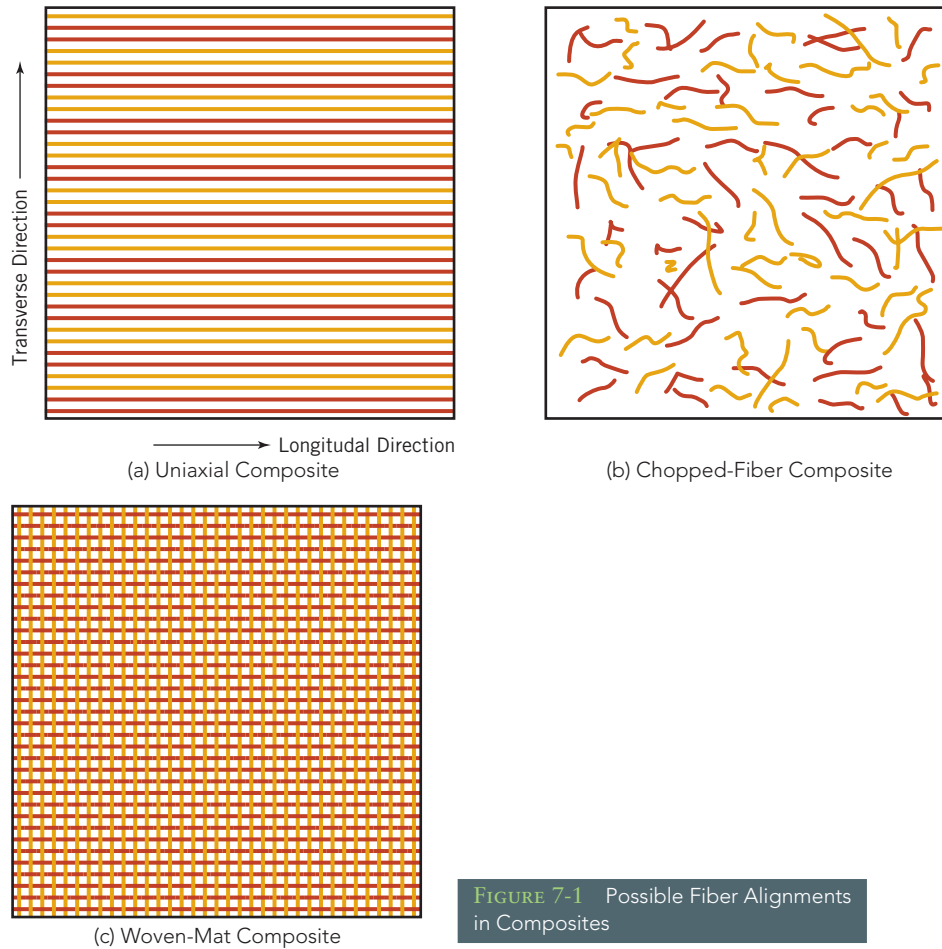 Transverse Direction
Longitudal Direction
(a) Uniaxial Composite
(b) Chopped-Fiber Composite
(c) Woven-Mat Composite
FIGURE 7-1 Possible Fiber Alignments
in Composites